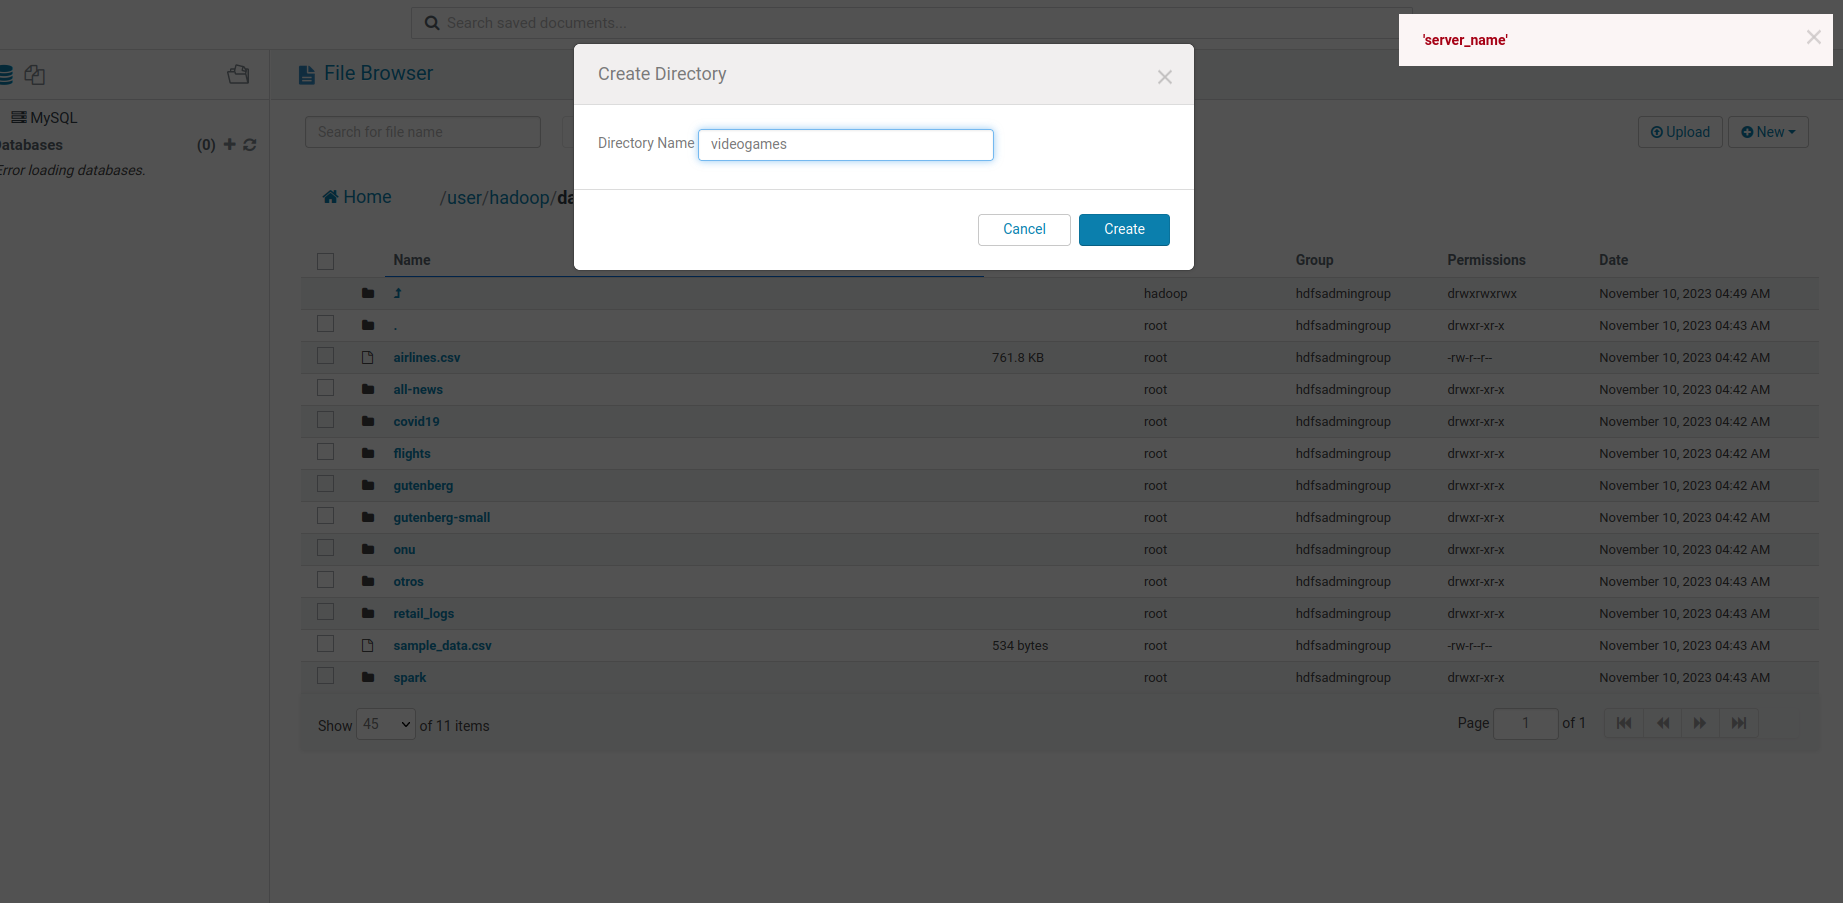 Search saved documents...
'server_name'
File Browser
Create Directory
MySQL
atabases (0)
Error loading databases.
Search for file name
Directory Name videogames
Upload New
Home /user/hadoop/da
Cancel Create
Name Group Permissions Date
hadoop hdfsadmingroup drwxrwxrwx November 10, 2023 04:49 AM
. root hdfsadmingroup drwxr-xr-x November 10, 2023 04:43 AM
airlines.csv 761.8 KB root hdfsadmingroup -rw-r--r-- November 10, 2023 04:42 AM
all-news root hdfsadmingroup drwxr-xr-x November 10, 2023 04:42 AM
covid19 root hdfsadmingroup drwxr-xr-x November 10, 2023 04:42 AM
flights root hdfsadmingroup drwxr-xr-x November 10, 2023 04:42 AM
gutenberg root hdfsadmingroup drwxr-xr-x November 10, 2023 04:42 AM
gutenberg-small root hdfsadmingroup drwxr-xr-x November 10, 2023 04:42 AM
onu root hdfsadmingroup drwxr-xr-x November 10, 2023 04:42 AM
otros root hdfsadmingroup drwxr-xr-x November 10, 2023 04:43 AM
retail_logs root hdfsadmingroup drwxr-xr-x November 10, 2023 04:43 AM
sample_data.csv 534 bytes root hdfsadmingroup -rw-r--r-- November 10, 2023 04:43 AM
spark root hdfsadmingroup drwxr-xr-x November 10, 2023 04:43 AM
Show 45 of 11 items Page 1 of 1